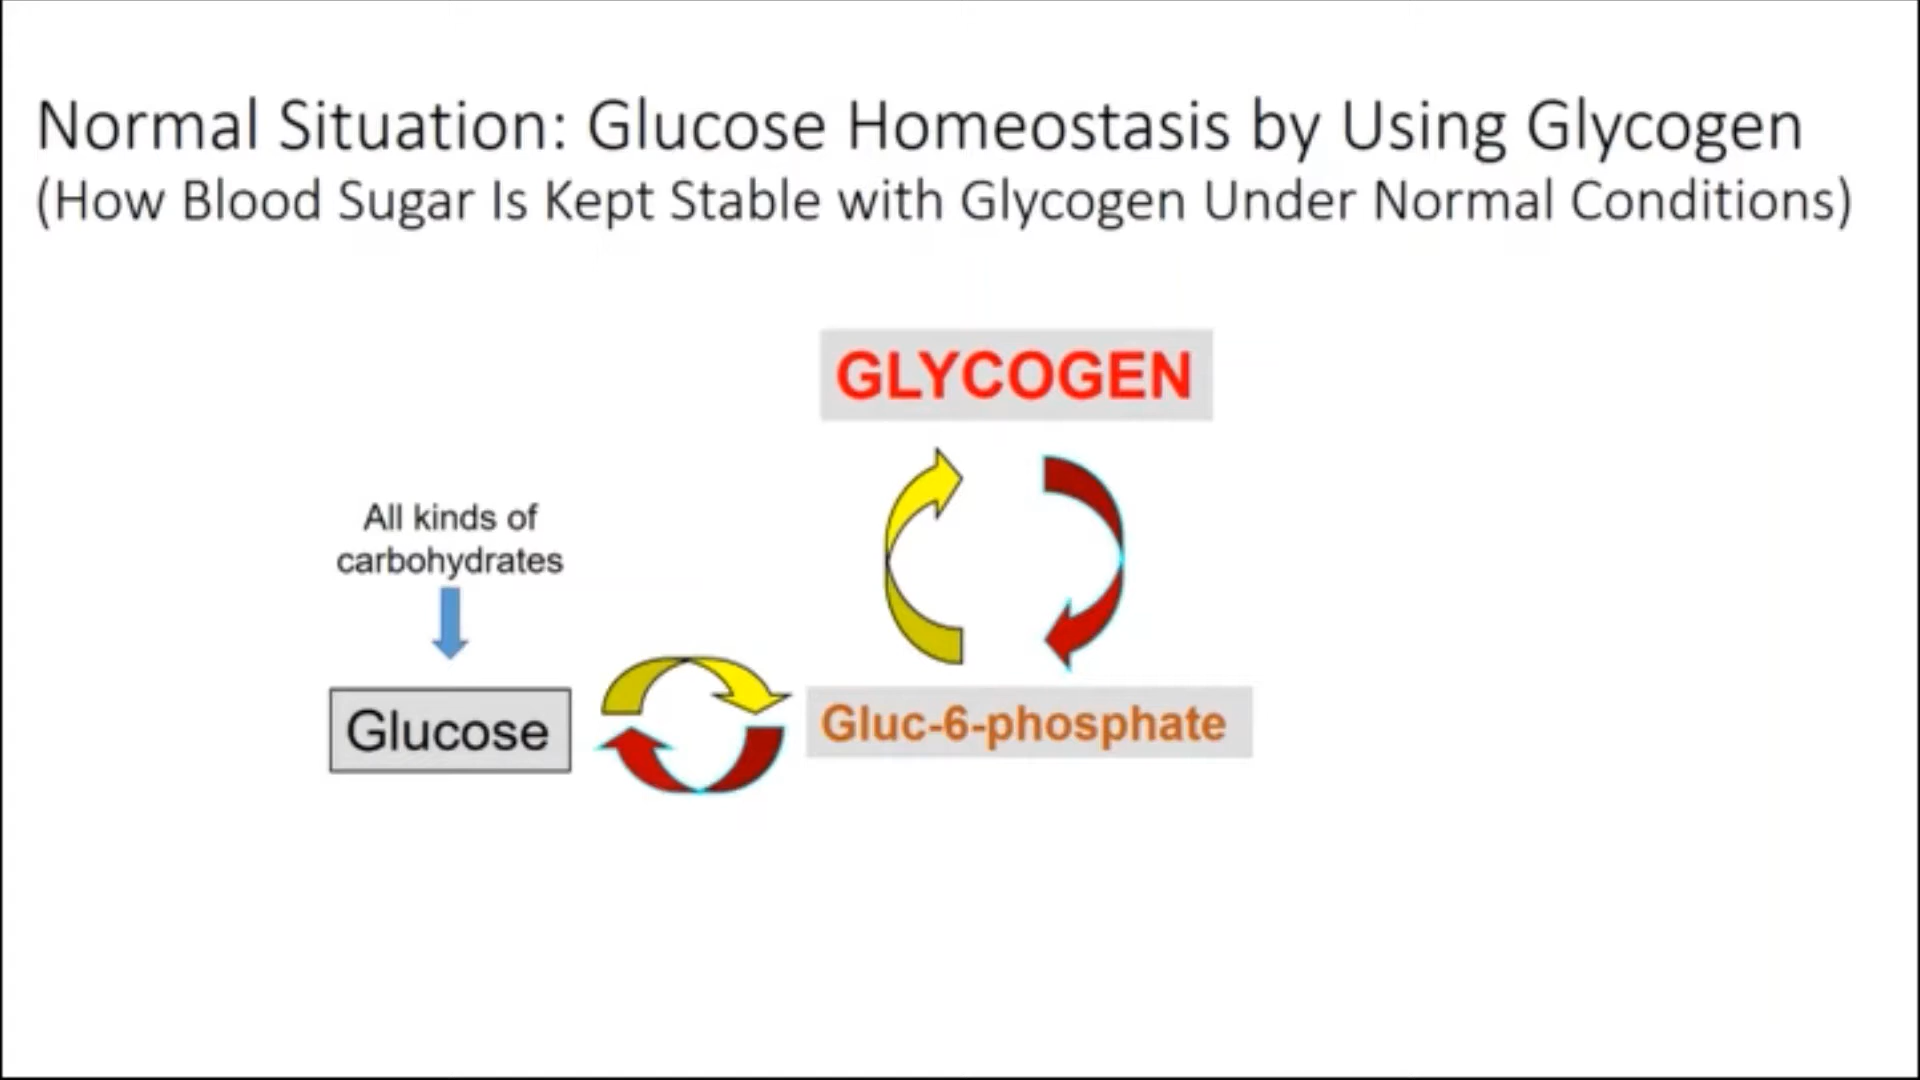 Normal Situation: Glucose Homeostasis by Using Glycogen
(How Blood Sugar Is Kept Stable with Glycogen Under Normal Conditions)
GLYCOGEN
All kinds of
carbohydrates
Glucose
Gluc-6-phosphate